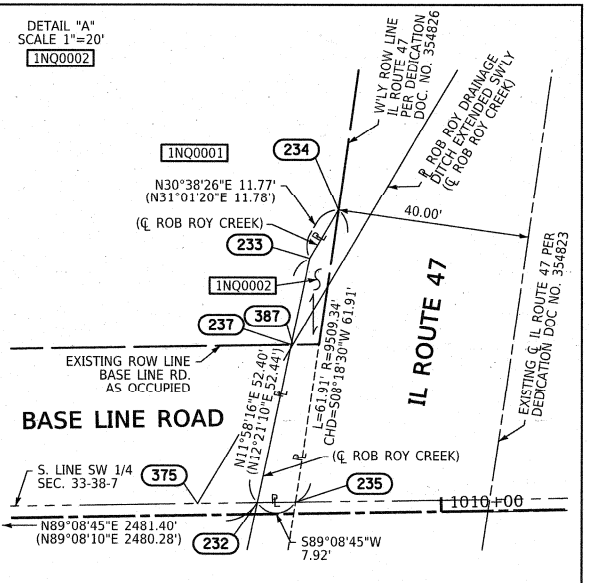 DETAIL "A"
SCALE 1"=20'
1NQ0002
W'LY ROW LINE
IL ROUTE 47
PER DEDICATION
DOC. NO. 354826
℞ ROB ROY DRAINAGE
DITCH EXTENDED SW'LY
(℄ ROB ROY CREEK)
1NQ0001
234
N30°38'26"E 11.77'
(N31°01'20"E 11.78')
(℄ ROB ROY CREEK)
233
40.00'
1NQ0002
387
237
EXISTING ROW LINE
BASE LINE RD.
AS OCCUPIED
BASE LINE ROAD
N11°58'16"E 52.40'
(N12°21'10"E 52.44')
L=61.91' R=9509.34'
CHD=S08°18'30"W 61.91'
IL ROUTE 47
EXISTING ℄ IL ROUTE 47 PER
DEDICATION DOC NO. 354823
(℄ ROB ROY CREEK)
S. LINE SW 1/4
SEC. 33-38-7
375
235
1010+00
N89°08'45"E 2481.40'
(N89°08'10"E 2480.28')
232
S89°08'45"W
7.92'